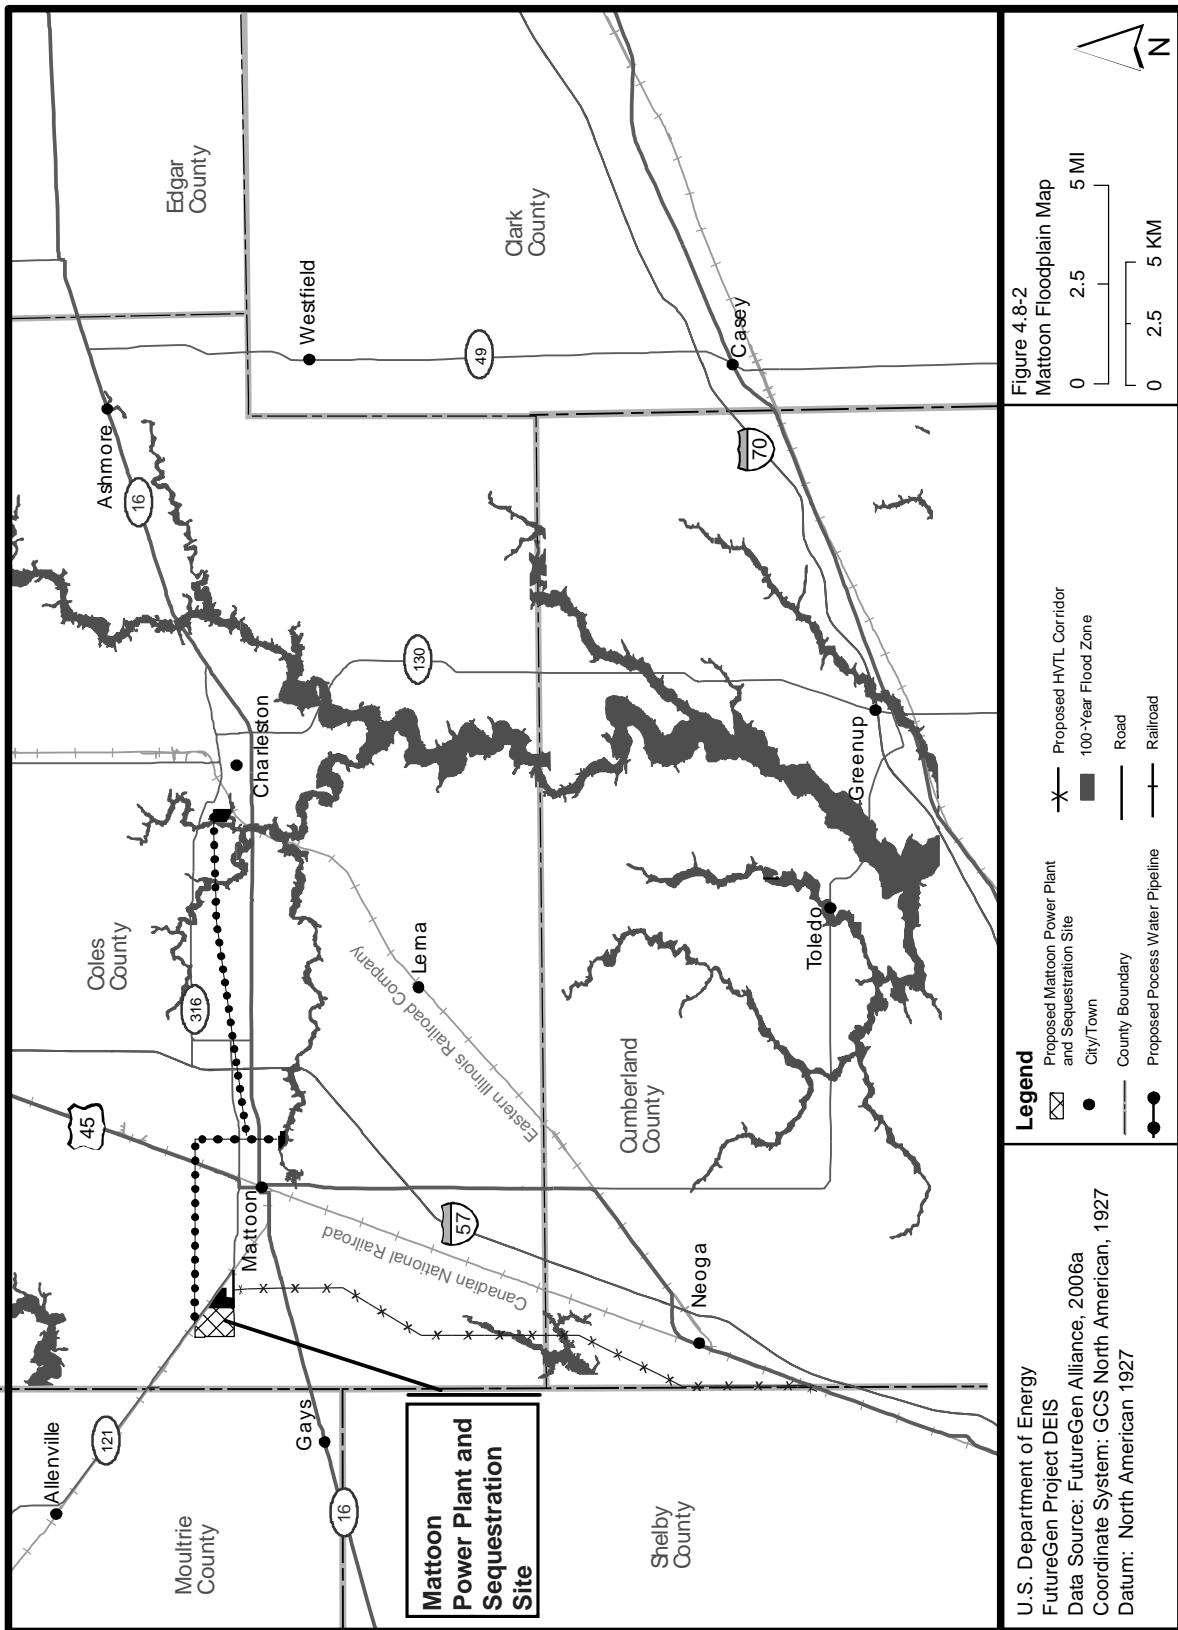 Allenville
121
Moultrie
County
Gays
16
Mattoon
Power Plant and
Sequestration
Site
Shelby
County
45
Mattoon
Canadian National Railroad
57
Neoga
316
Coles
County
Lerna
Eastern Illinois Railroad Company
Cumberland
County
Toledo
Charleston
130
Greenup
Ashmore
16
Westfield
49
Casey
70
Edgar
County
Clark
County
U.S. Department of Energy
FutureGen Project DEIS
Data Source: FutureGen Alliance, 2006a
Coordinate System: GCS North American, 1927
Datum: North American 1927
Legend
Proposed Mattoon Power Plant
and Sequestration Site
City/Town
County Boundary
Proposed Pocess Water Pipeline
Proposed HVTL Corridor
100-Year Flood Zone
Road
Railroad
Figure 4.8-2
Mattoon Floodplain Map
0 2.5 5 MI
0 2.5 5 KM
N